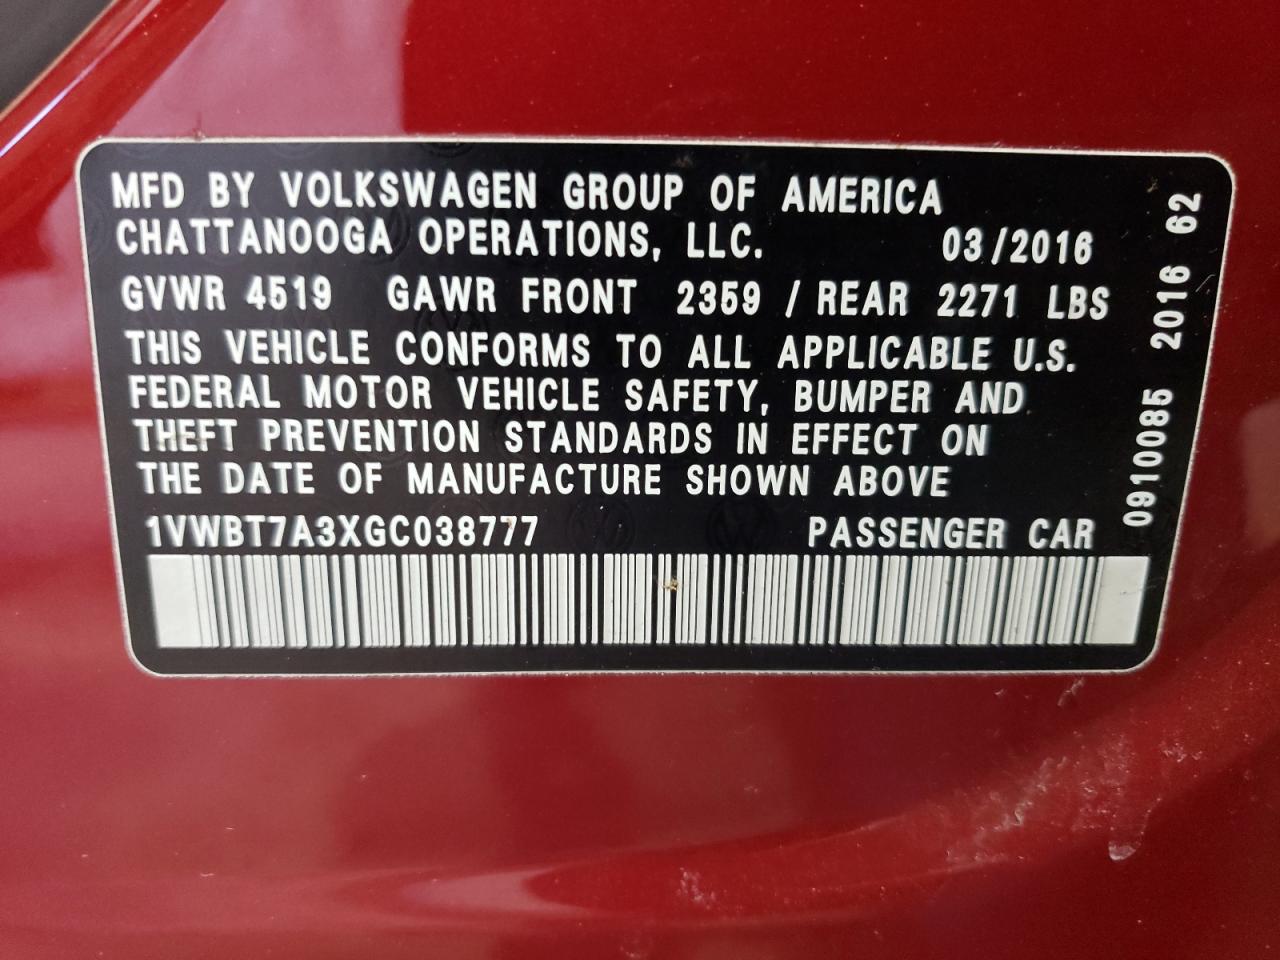 MFD BY VOLKSWAGEN GROUP OF AMERICA
CHATTANOOGA OPERATIONS, LLC. 03/2016
GVWR 4519 GAWR FRONT 2359 / REAR 2271 LBS
THIS VEHICLE CONFORMS TO ALL APPLICABLE U.S.
FEDERAL MOTOR VEHICLE SAFETY, BUMPER AND
THEFT PREVENTION STANDARDS IN EFFECT ON
THE DATE OF MANUFACTURE SHOWN ABOVE
1VWBT7A3XGC038777 PASSENGER CAR
0910085 2016 62